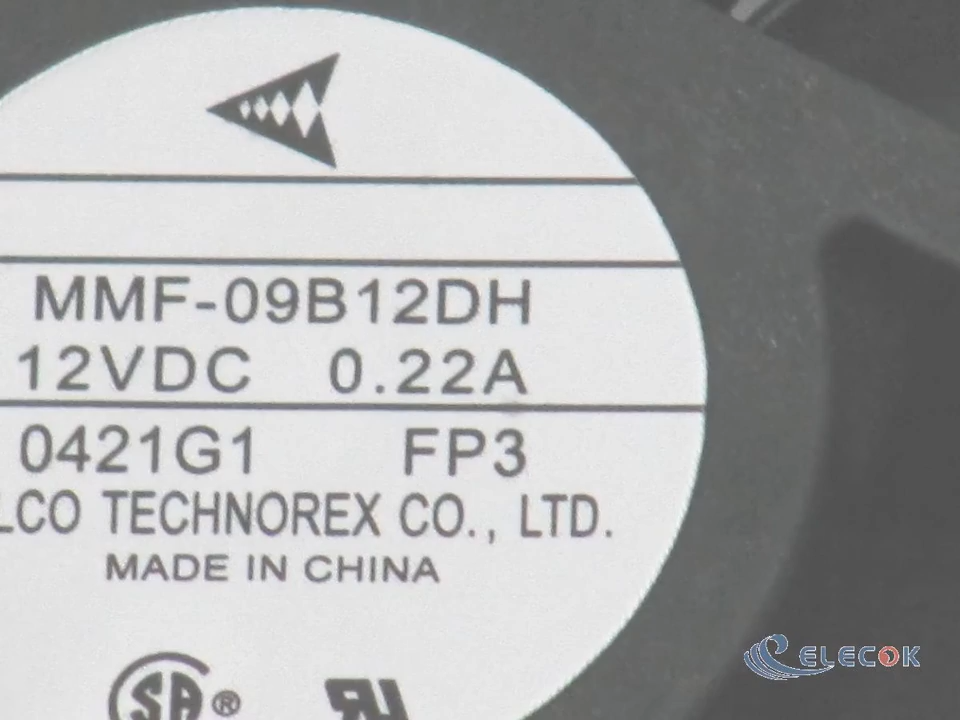 MMF-09B12DH
12VDC 0.22A
0421G1 FP3
LCO TECHNOREX CO., LTD.
MADE IN CHINA
SA ®
ELECOK